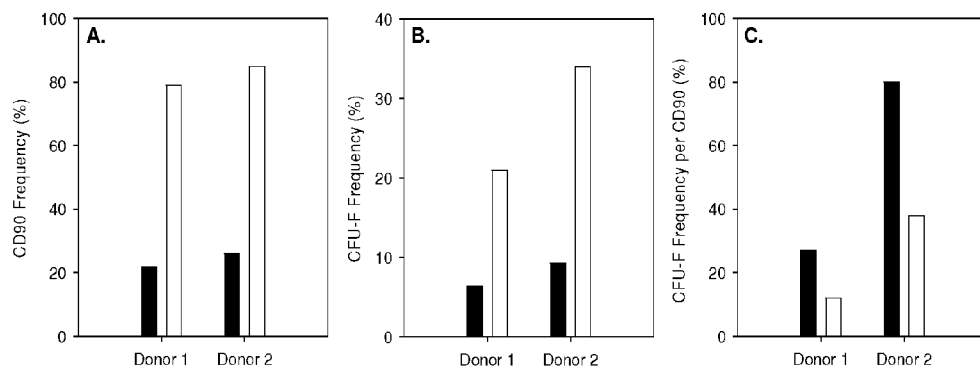 A.
CD90 Frequency (%)
100
80
60
40
20
0
Donor 1 Donor 2
B.
CFU-F Frequency (%)
40
30
20
10
0
Donor 1 Donor 2
C.
CFU-F Frequency per CD90 (%)
100
80
60
40
20
0
Donor 1 Donor 2